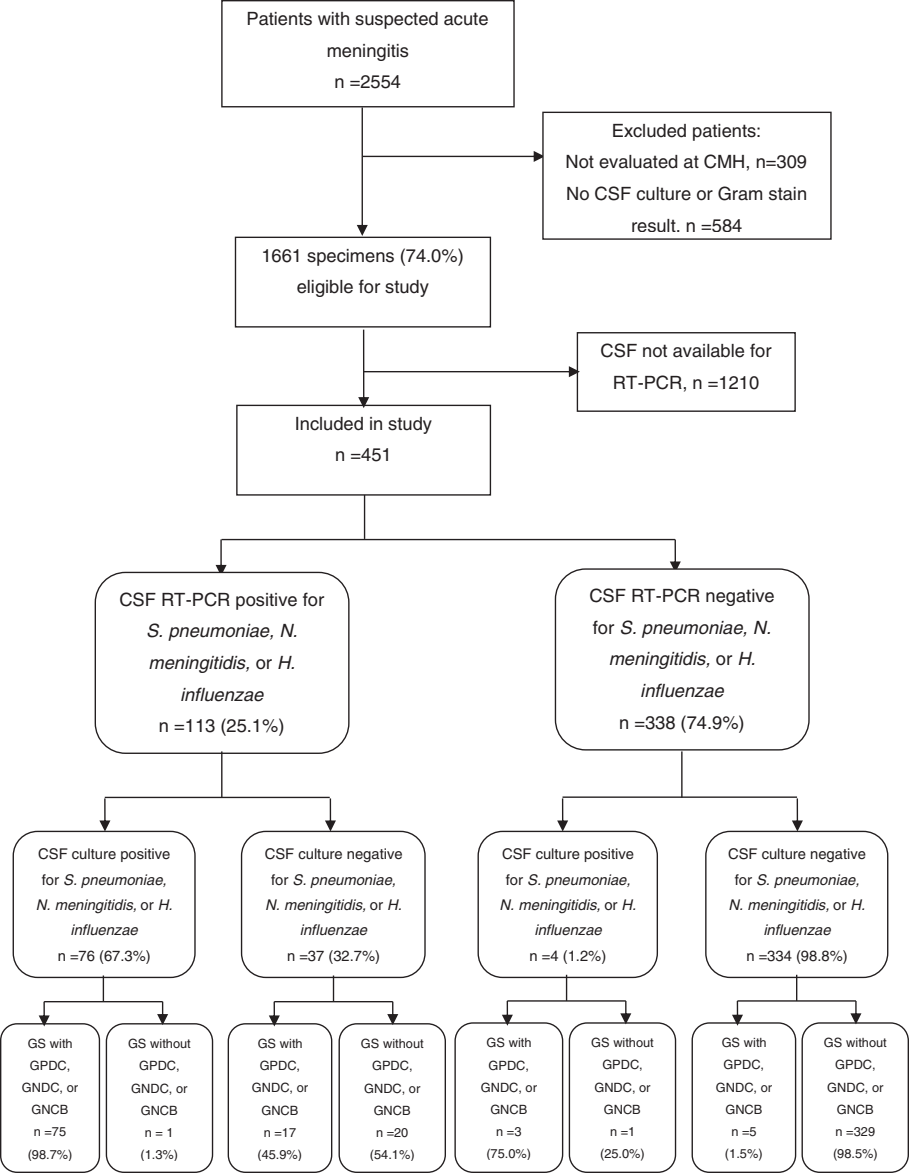 Patients with suspected acute
meningitis
n =2554
Excluded patients:
Not evaluated at CMH, n=309
No CSF culture or Gram stain
result. n =584
1661 specimens (74.0%)
eligible for study
CSF not available for
RT-PCR, n =1210
Included in study
n =451
CSF RT-PCR positive for
S. pneumoniae, N.
meningitidis, or H.
influenzae
n =113 (25.1%)
CSF RT-PCR negative
for S. pneumoniae, N.
meningitidis, or H.
influenzae
n =338 (74.9%)
CSF culture positive
for S. pneumoniae,
N. meningitidis, or H.
influenzae
n =76 (67.3%)
CSF culture negative
for S. pneumoniae,
N. meningitidis, or H.
influenzae
n =37 (32.7%)
CSF culture positive
for S. pneumoniae,
N. meningitidis, or H.
influenzae
n =4 (1.2%)
CSF culture negative
for S. pneumoniae,
N. meningitidis, or H.
influenzae
n =334 (98.8%)
GS with
GPDC,
GNDC, or
GNCB
n =75
(98.7%)
GS without
GPDC,
GNDC, or
GNCB
n = 1
(1.3%)
GS with
GPDC,
GNDC, or
GNCB
n =17
(45.9%)
GS without
GPDC,
GNDC, or
GNCB
n =20
(54.1%)
GS with
GPDC,
GNDC, or
GNCB
n =3
(75.0%)
GS without
GPDC,
GNDC, or
GNCB
n =1
(25.0%)
GS with
GPDC,
GNDC, or
GNCB
n =5
(1.5%)
GS without
GPDC,
GNDC, or
GNCB
n =329
(98.5%)